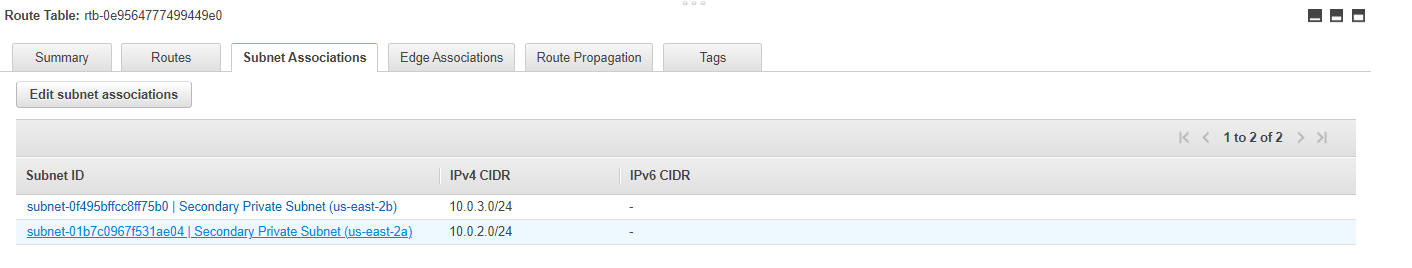 Route Table: rtb-0e9564777499449e0
Summary Routes Subnet Associations Edge Associations Route Propagation Tags
Edit subnet associations
1 to 2 of 2
Subnet ID IPv4 CIDR IPv6 CIDR
subnet-0f495bffcc8ff75b0 | Secondary Private Subnet (us-east-2b) 10.0.3.0/24 -
subnet-01b7c0967f531ae04 | Secondary Private Subnet (us-east-2a) 10.0.2.0/24 -